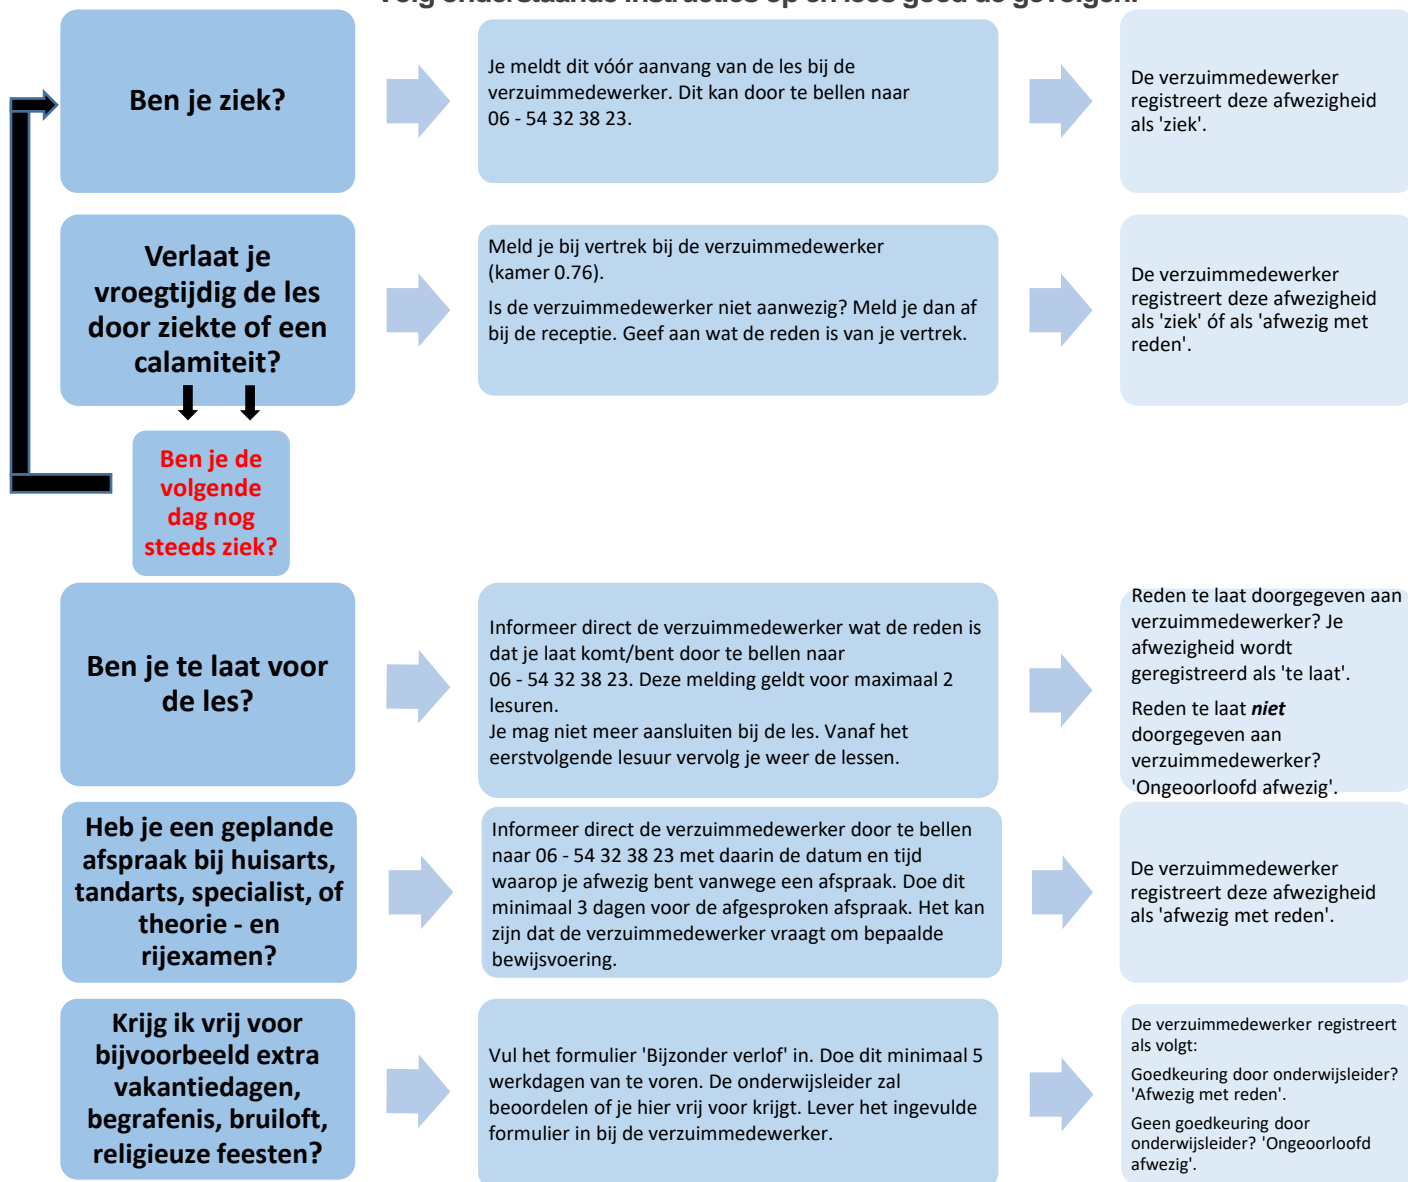 Volg onderstaande instructies op en lees goed de gevolgen!
Ben je ziek?
Je meldt dit vóór aanvang van de les bij de
verzuimmedewerker. Dit kan door te bellen naar
06 - 54 32 38 23.
De verzuimmedewerker
registreert deze afwezigheid
als 'ziek'.
Verlaat je
vroegtijdig de les
door ziekte of een
calamiteit?
Meld je bij vertrek bij de verzuimmedewerker
(kamer 0.76).
Is de verzuimmedewerker niet aanwezig? Meld je dan af
bij de receptie. Geef aan wat de reden is van je vertrek.
De verzuimmedewerker
registreert deze afwezigheid
als 'ziek' óf als 'afwezig met
reden'.
Ben je de
volgende
dag nog
steeds ziek?
Ben je te laat voor
de les?
Informeer direct de verzuimmedewerker wat de reden is
dat je laat komt/bent door te bellen naar
06 - 54 32 38 23. Deze melding geldt voor maximaal 2
lesuren.
Je mag niet meer aansluiten bij de les. Vanaf het
eerstvolgende lesuur vervolg je weer de lessen.
Reden te laat doorgegeven aan
verzuimmedewerker? Je
afwezigheid wordt
geregistreerd als 'te laat'.
Reden te laat niet
doorgegeven aan
verzuimmedewerker?
'Ongeoorloofd afwezig'.
Heb je een geplande
afspraak bij huisarts,
tandarts, specialist, of
theorie - en
rijexamen?
Informeer direct de verzuimmedewerker door te bellen
naar 06 - 54 32 38 23 met daarin de datum en tijd
waarop je afwezig bent vanwege een afspraak. Doe dit
minimaal 3 dagen voor de afgesproken afspraak. Het kan
zijn dat de verzuimmedewerker vraagt om bepaalde
bewijsvoering.
De verzuimmedewerker
registreert deze afwezigheid
als 'afwezig met reden'.
Krijg ik vrij voor
bijvoorbeeld extra
vakantiedagen,
begrafenis, bruiloft,
religieuze feesten?
Vul het formulier 'Bijzonder verlof' in. Doe dit minimaal 5
werkdagen van te voren. De onderwijsleider zal
beoordelen of je hier vrij voor krijgt. Lever het ingevulde
formulier in bij de verzuimmedewerker.
De verzuimmedewerker registreert
als volgt:
Goedkeuring door onderwijsleider?
'Afwezig met reden'.
Geen goedkeuring door
onderwijsleider? 'Ongeoorloofd
afwezig'.